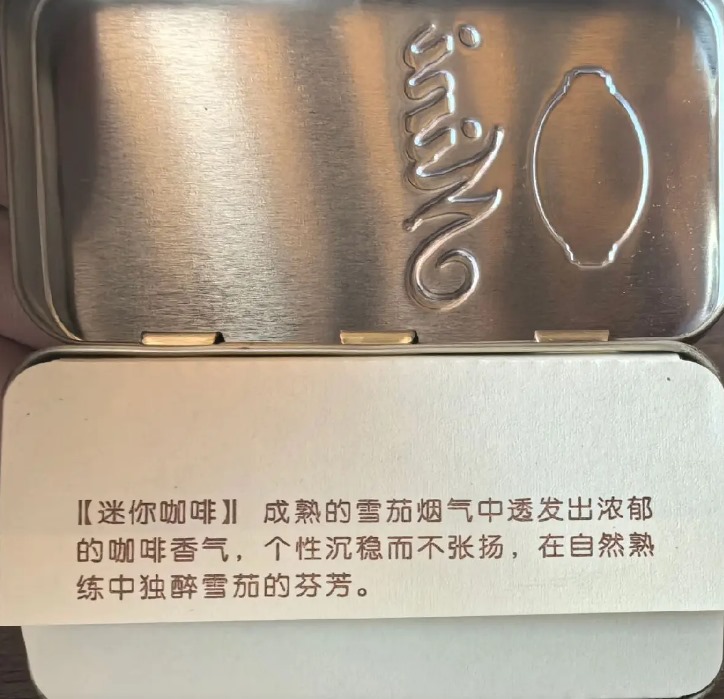 Mini
【迷你咖啡】 成熟的雪茄烟气中透发出浓郁
的咖啡香气，个性沉稳而不张扬，在自然熟
练中独醉雪茄的芬芳。